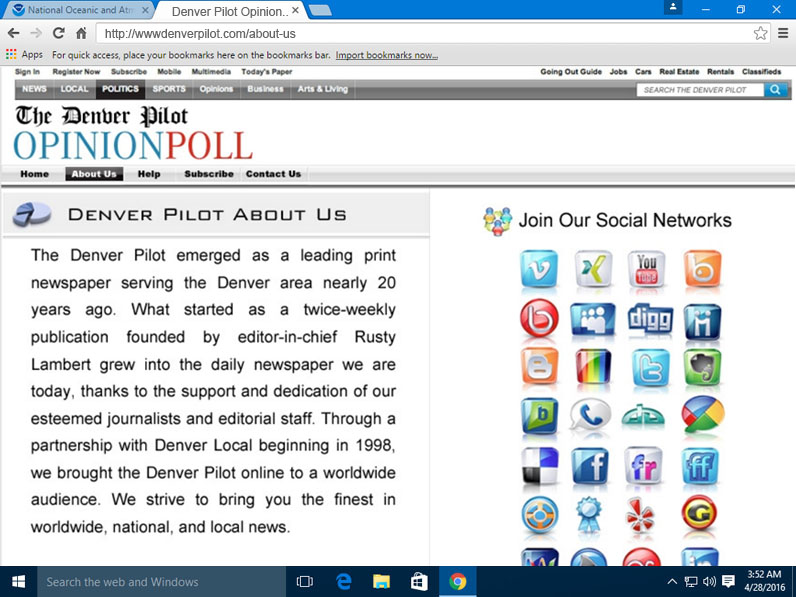 National Oceanic and Atm
Denver Pilot Opinion...
http://wwwdenverpilot.com/about-us
Apps For quick access, place your bookmarks here on the bookmarks bar. Import bookmarks now...
Sign In Register Now Subscribe Mobile Multimedia Today's Paper Going Out Guide Jobs Cars Real Estate Rentals Classifieds
NEWS LOCAL POLITICS SPORTS Opinions Business Arts & Living SEARCH THE DENVER PILOT
The Denver Pilot
OPINIONPOLL
Home About Us Help Subscribe Contact Us
DENVER PILOT ABOUT US
The Denver Pilot emerged as a leading print
newspaper serving the Denver area nearly 20
years ago. What started as a twice-weekly
publication founded by editor-in-chief Rusty
Lambert grew into the daily newspaper we are
today, thanks to the support and dedication of our
esteemed journalists and editorial staff. Through a
partnership with Denver Local beginning in 1998,
we brought the Denver Pilot online to a worldwide
audience. We strive to bring you the finest in
worldwide, national, and local news.
Join Our Social Networks
You
Tube
digg
Search the web and Windows
3:52 AM
4/28/2016